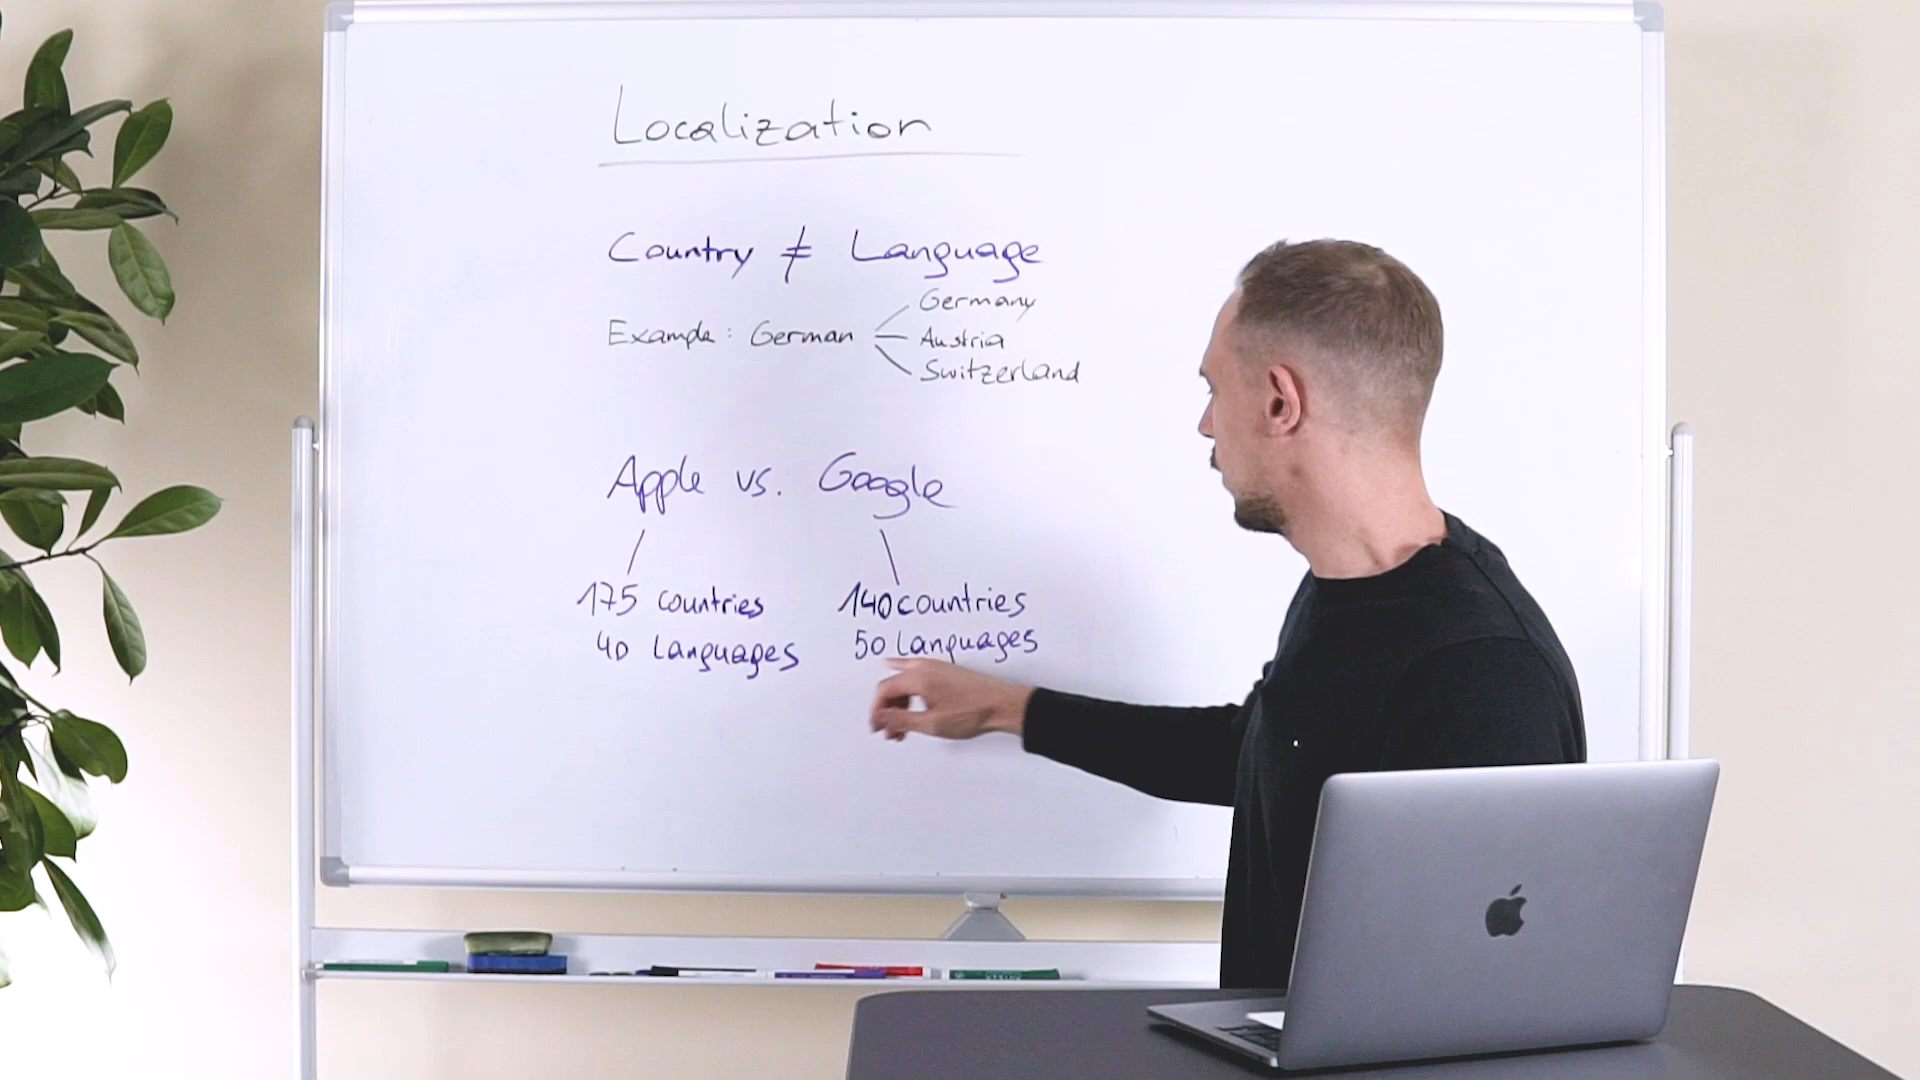 Localization
Country ≠ Language
Example: German
Germany
Austria
Switzerland
Apple vs. Google
175 countries
40 Languages
140 countries
50 languages